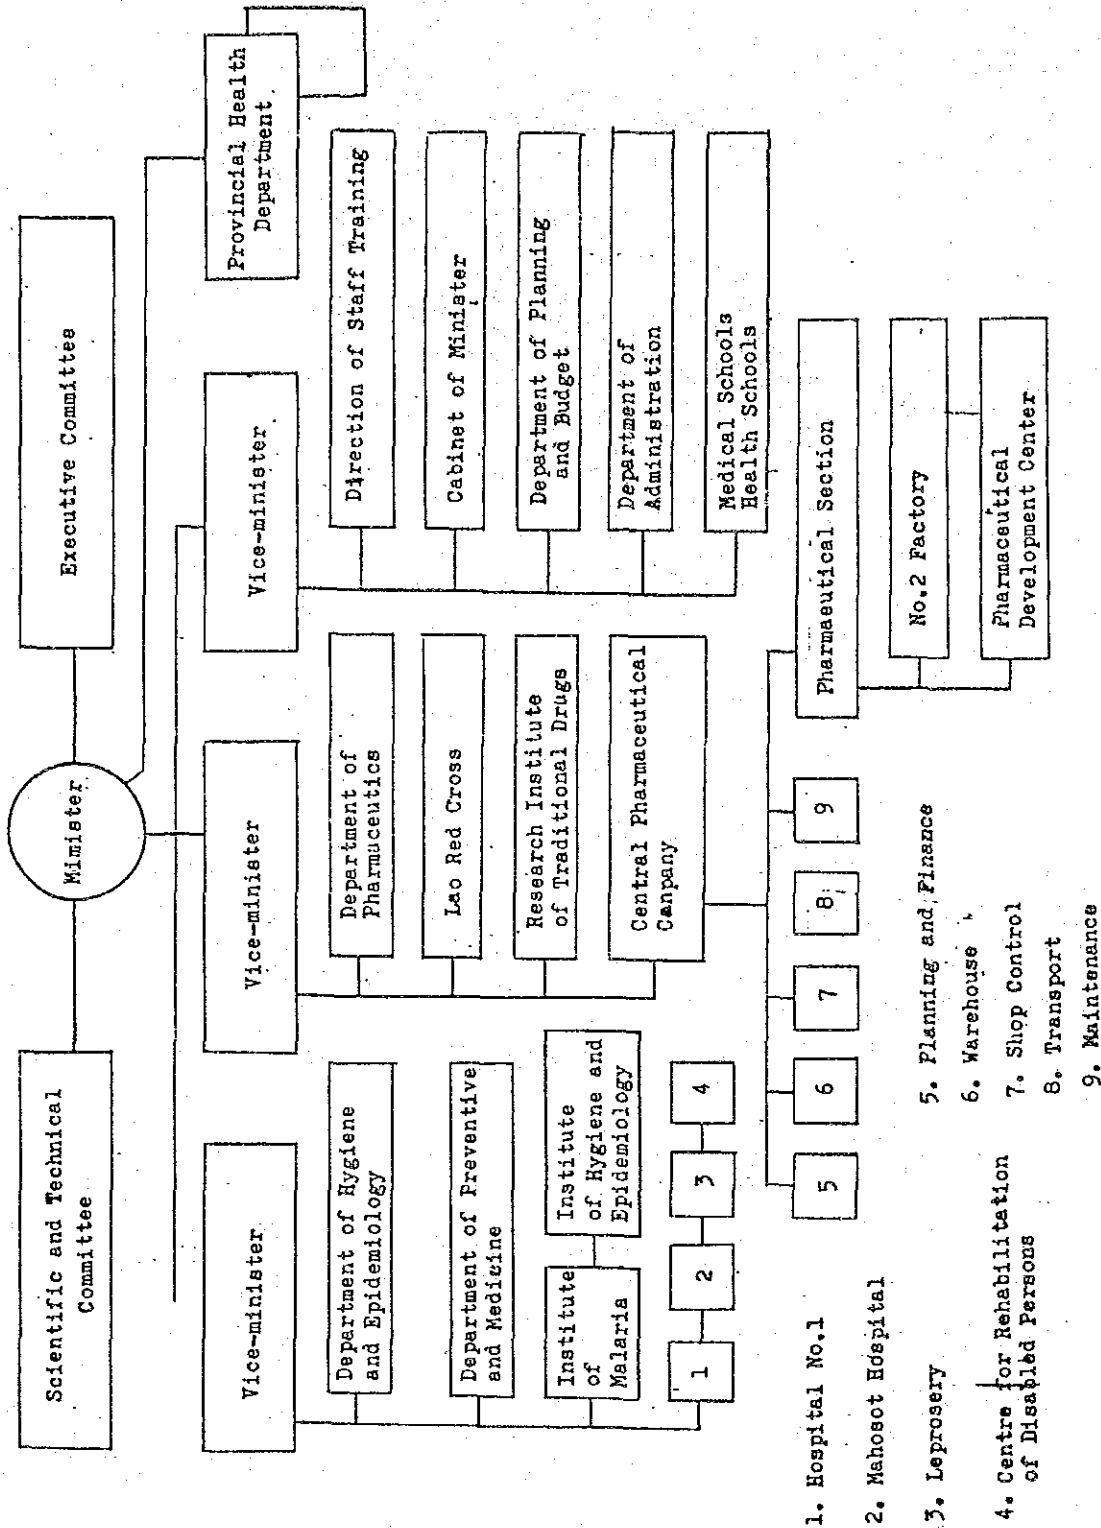 Scientific and Technical
Committee
Mimister
Executive Committee
Vice-minister
Vice-minister
Vice-minister
Provincial Health
Department
Department of Hygiene
and Epidemiology
Department of Preventive
and Medicine
Institute
of
Malaria
Institute
of Hygiene and
Epidemiology
1
2
3
4
Department of
Pharmucetics
Lao Red Cross
Research Institute
of Traditional Drugs
Central Pharmaceutical
Canpany
Direction of Staff Training
Cabinet of Minister
Department of Planning
and Budget
Department of
Administration
Medical Schools
Health Schools
5
6
7
8
9
Pharmaeutical Section
No.2 Factory
Pharmaceutical
Development Center
1. Hospital No.1
2. Mahosot Hospital
3. Leprosery
4. Centre for Rehabilitation
of Disabled Persons
5. Planning and Finance
6. Warehouse
7. Shop Control
8. Transport
9. Maintenance